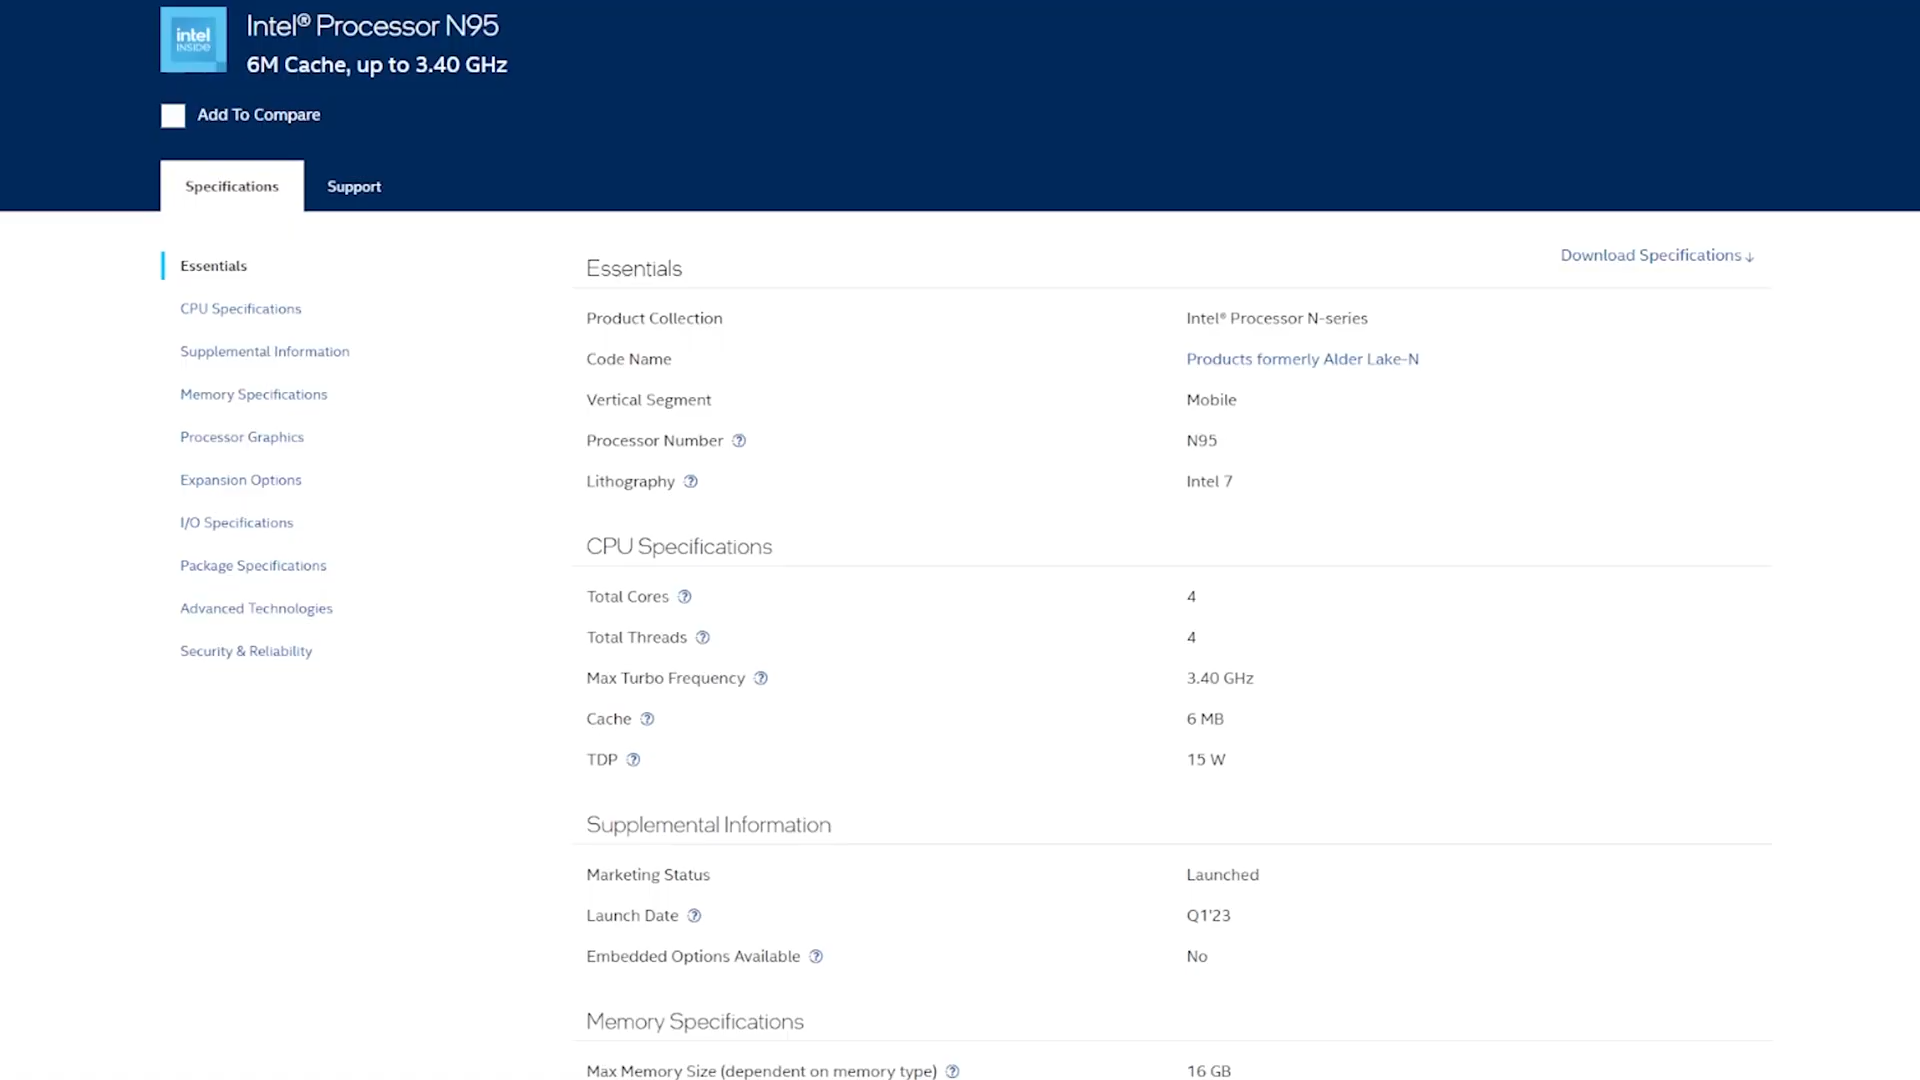 intel
INSIDE
Intel® Processor N95
6M Cache, up to 3.40 GHz
Add To Compare
Specifications
Support
Essentials
CPU Specifications
Supplemental Information
Memory Specifications
Processor Graphics
Expansion Options
I/O Specifications
Package Specifications
Advanced Technologies
Security & Reliability
Download Specifications ↓
Essentials
Product Collection Intel® Processor N-series
Code Name Products formerly Alder Lake-N
Vertical Segment Mobile
Processor Number ? N95
Lithography ? Intel 7
CPU Specifications
Total Cores ? 4
Total Threads ? 4
Max Turbo Frequency ? 3.40 GHz
Cache ? 6 MB
TDP ? 15 W
Supplemental Information
Marketing Status Launched
Launch Date ? Q1'23
Embedded Options Available ? No
Memory Specifications
Max Memory Size (dependent on memory type) ? 16 GB